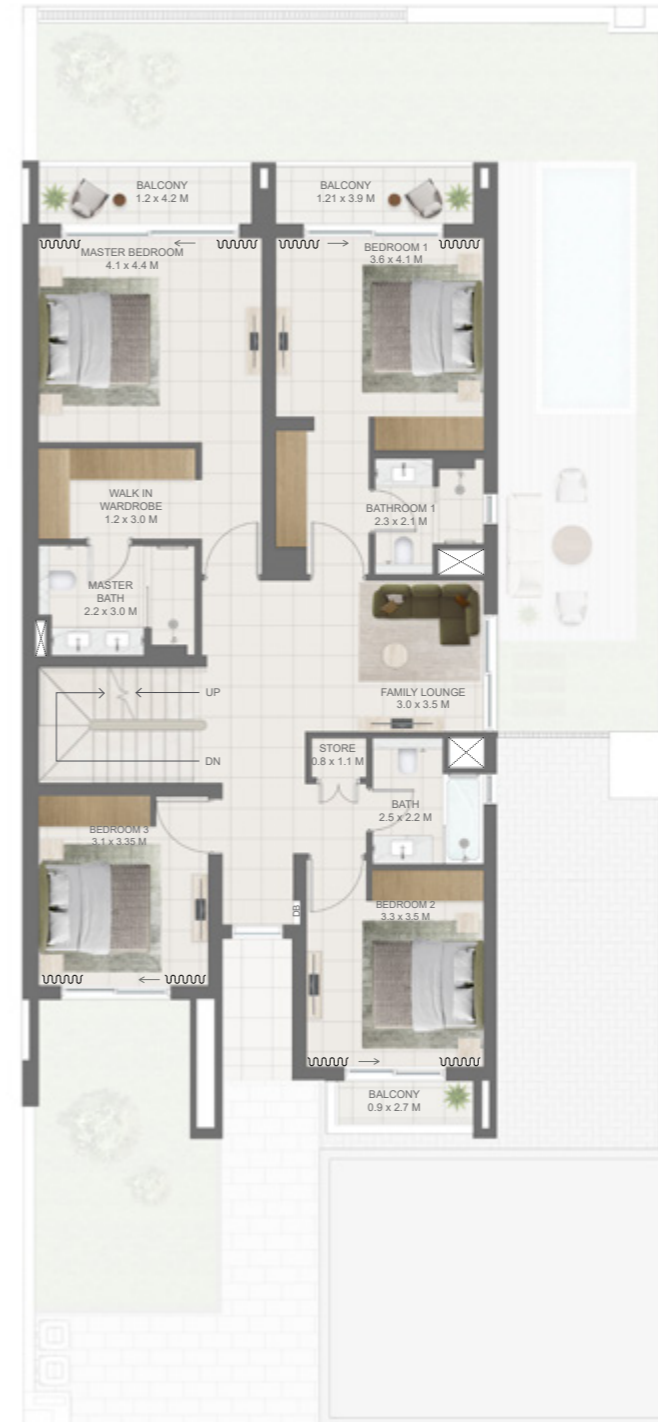 BALCONY
1.2 x 4.2 M
BALCONY
1.21 x 3.9 M
MASTER BEDROOM
4.1 x 4.4 M
BEDROOM 1
3.6 x 4.1 M
WALK IN
WARDROBE
1.2 x 3.0 M
BATHROOM 1
2.3 x 2.1 M
MASTER
BATH
2.2 x 3.0 M
UP
FAMILY LOUNGE
3.0 x 3.5 M
DN
STORE
0.8 x 1.1 M
BATH
2.5 x 2.2 M
BEDROOM 3
3.1 x 3.35 M
DB
BEDROOM 2
3.3 x 3.5 M
BALCONY
0.9 x 2.7 M